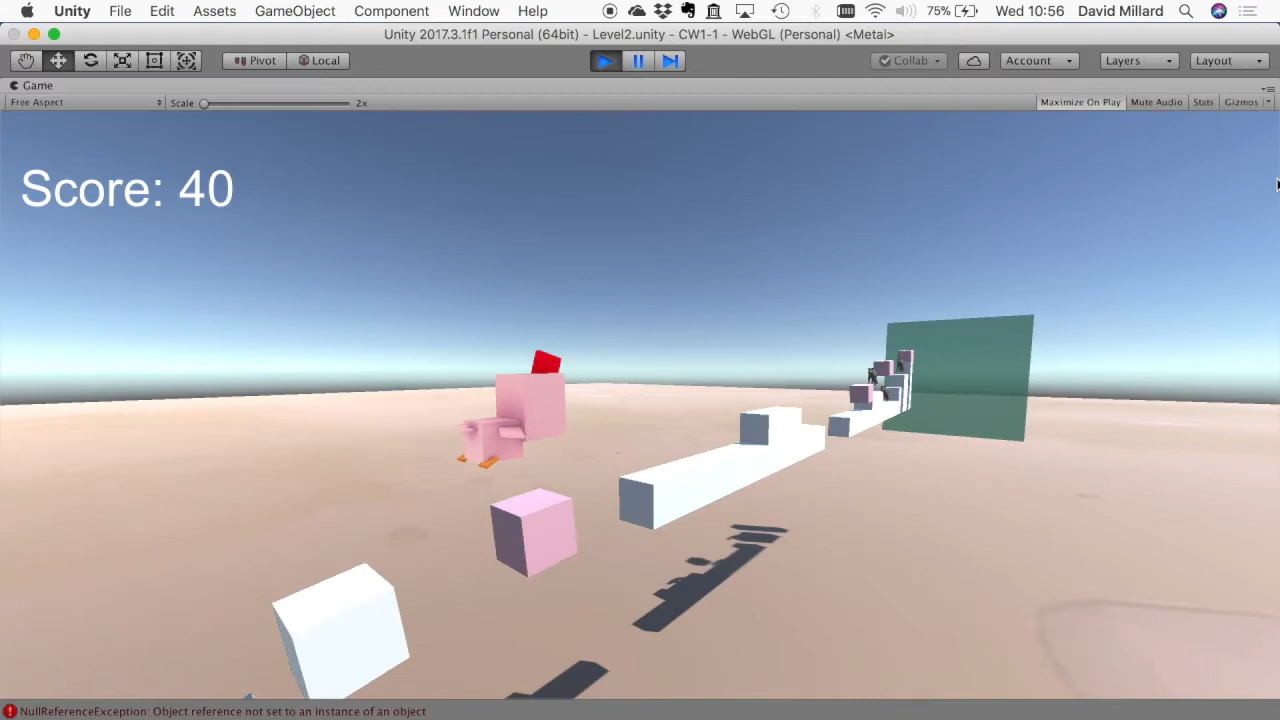 Unity File Edit Assets GameObject Component Window Help 75% Wed 10:56 David Millard
Unity 2017.3.1f1 Personal (64bit) - Level2.unity - CW1-1 - WebGL (Personal) <Metal>
Pivot Local Collab Account Layers Layout
Game
Free Aspect Scale 2x Maximize On Play Mute Audio Stats Gizmos
Score: 40
NullReferenceException: Object reference not set to an instance of an object